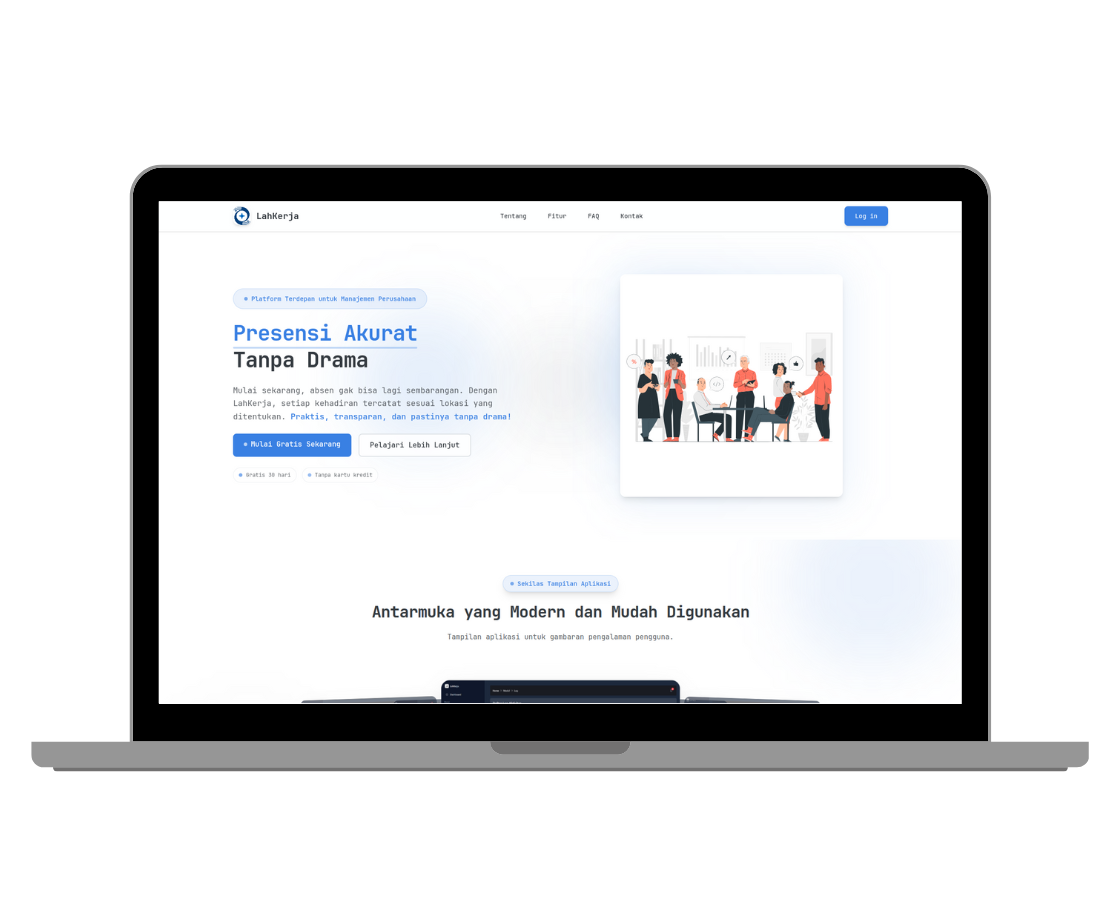 LahKerja
Tentang Fitur FAQ Kontak
Log in
Platform Terdepan untuk Manajemen Perusahaan
Presensi Akurat
Tanpa Drama
Mulai sekarang, absen gak bisa lagi sembarangan. Dengan
LahKerja, setiap kehadiran tercatat sesuai lokasi yang
ditentukan. Praktis, transparan, dan pastinya tanpa drama!
Mulai Gratis Sekarang
Pelajari Lebih Lanjut
Gratis 30 hari
Tanpa kartu kredit
Sekilas Tampilan Aplikasi
Antarmuka yang Modern dan Mudah Digunakan
Tampilan aplikasi untuk gambaran pengalaman pengguna.